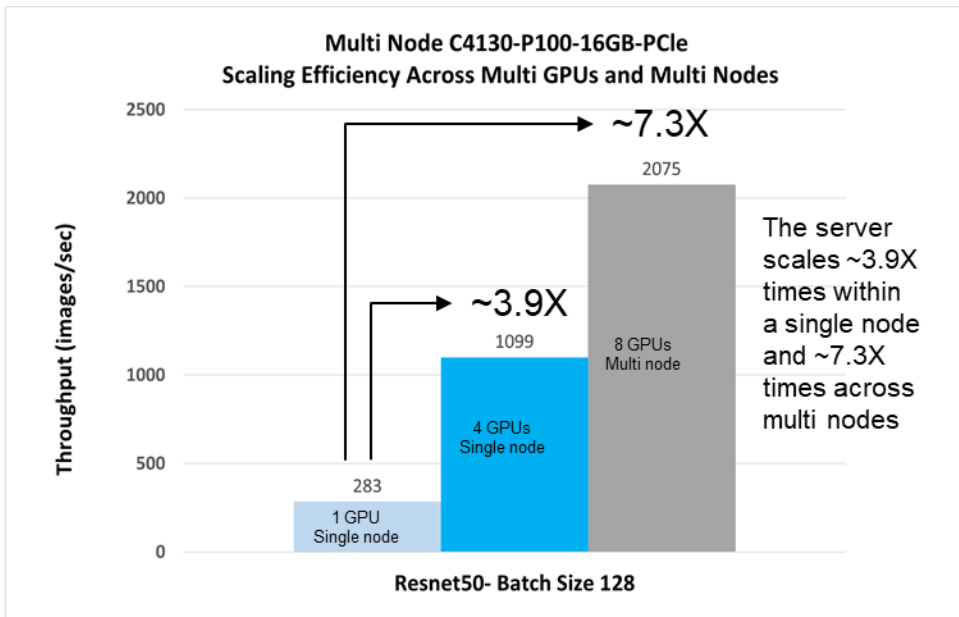 Multi Node C4130-P100-16GB-PCle
Scaling Efficiency Across Multi GPUs and Multi Nodes
Throughput (images/sec)
2500
2000
1500
1000
500
0
~7.3X
2075
~3.9X
1099
283
8 GPUs
Multi node
4 GPUs
Single node
1 GPU
Single node
The server
scales ~3.9X
times within
a single node
and ~7.3X
times across
multi nodes
Resnet50- Batch Size 128